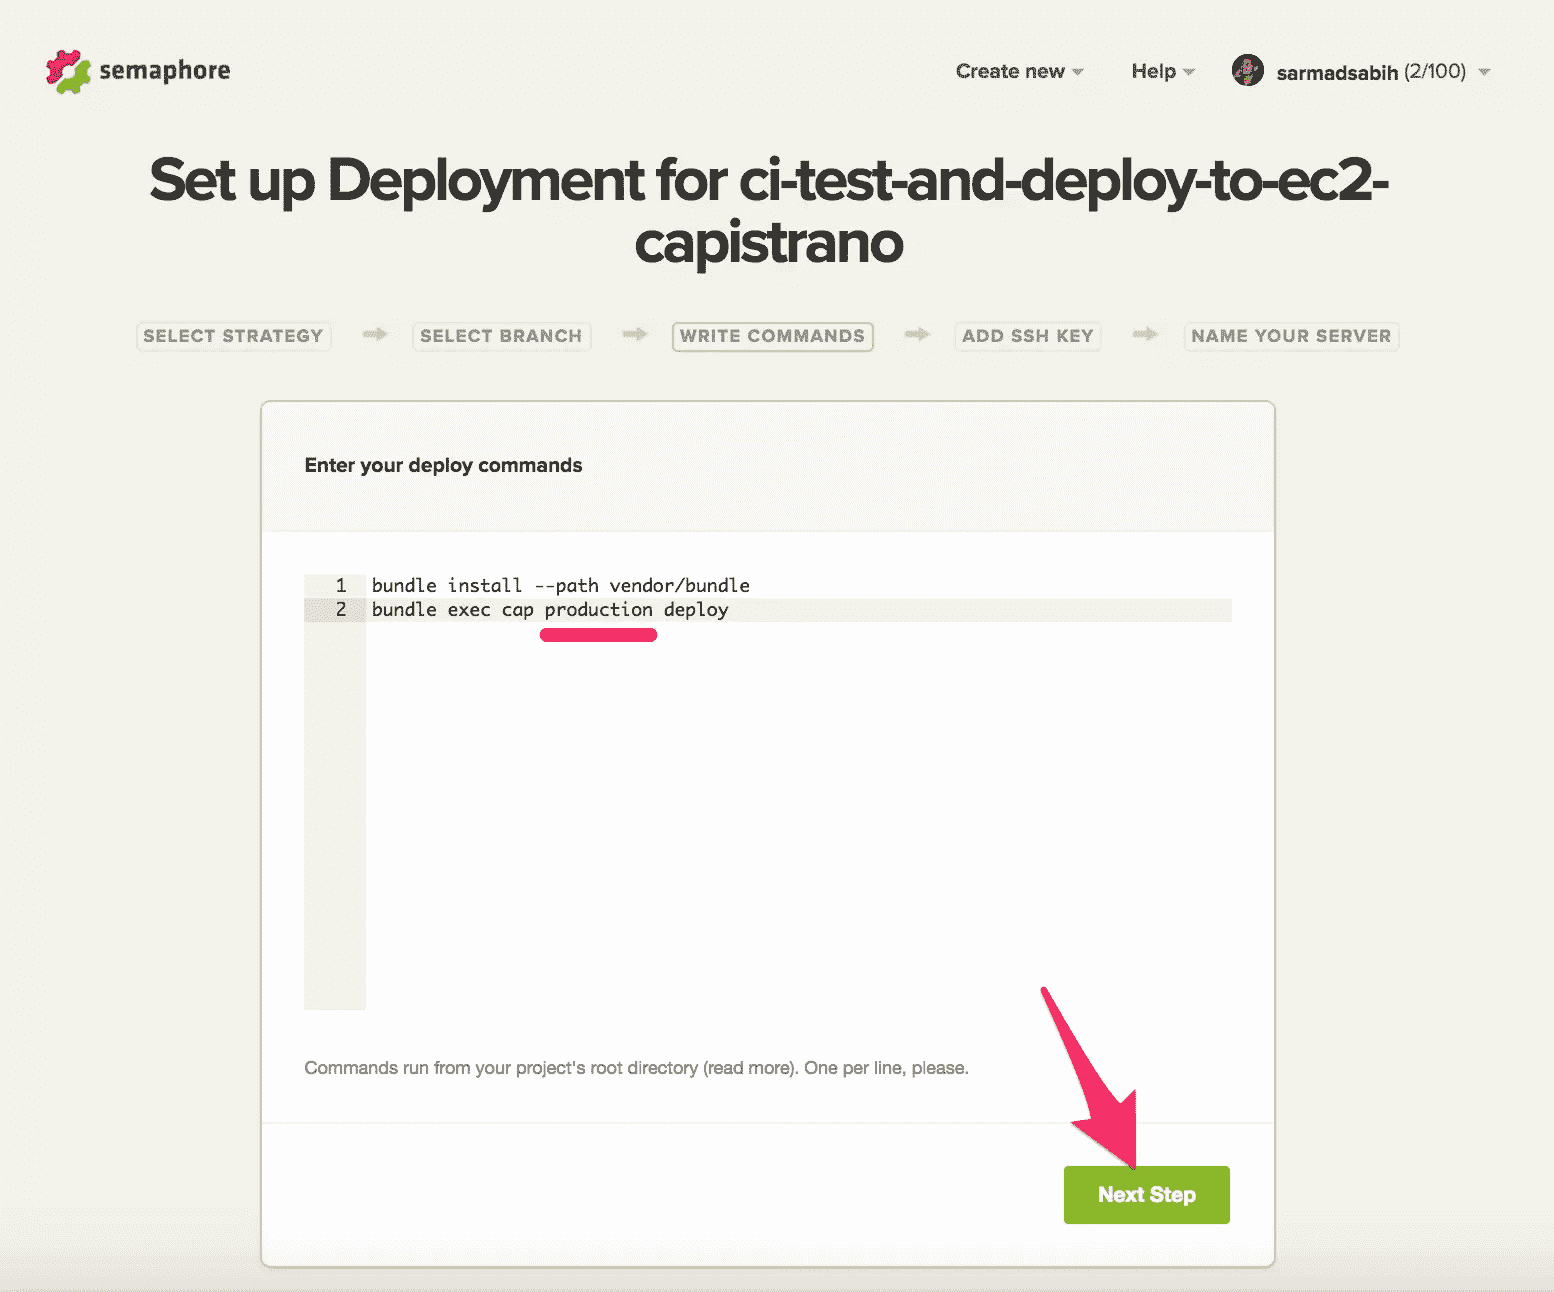 semaphore
Create new
Help
sarmadsabih (2/100)
Set up Deployment for ci-test-and-deploy-to-ec2-
capistrano
SELECT STRATEGY
SELECT BRANCH
WRITE COMMANDS
ADD SSH KEY
NAME YOUR SERVER
Enter your deploy commands
1 bundle install --path vendor/bundle
2 bundle exec cap production deploy
Commands run from your project's root directory (read more). One per line, please.
Next Step